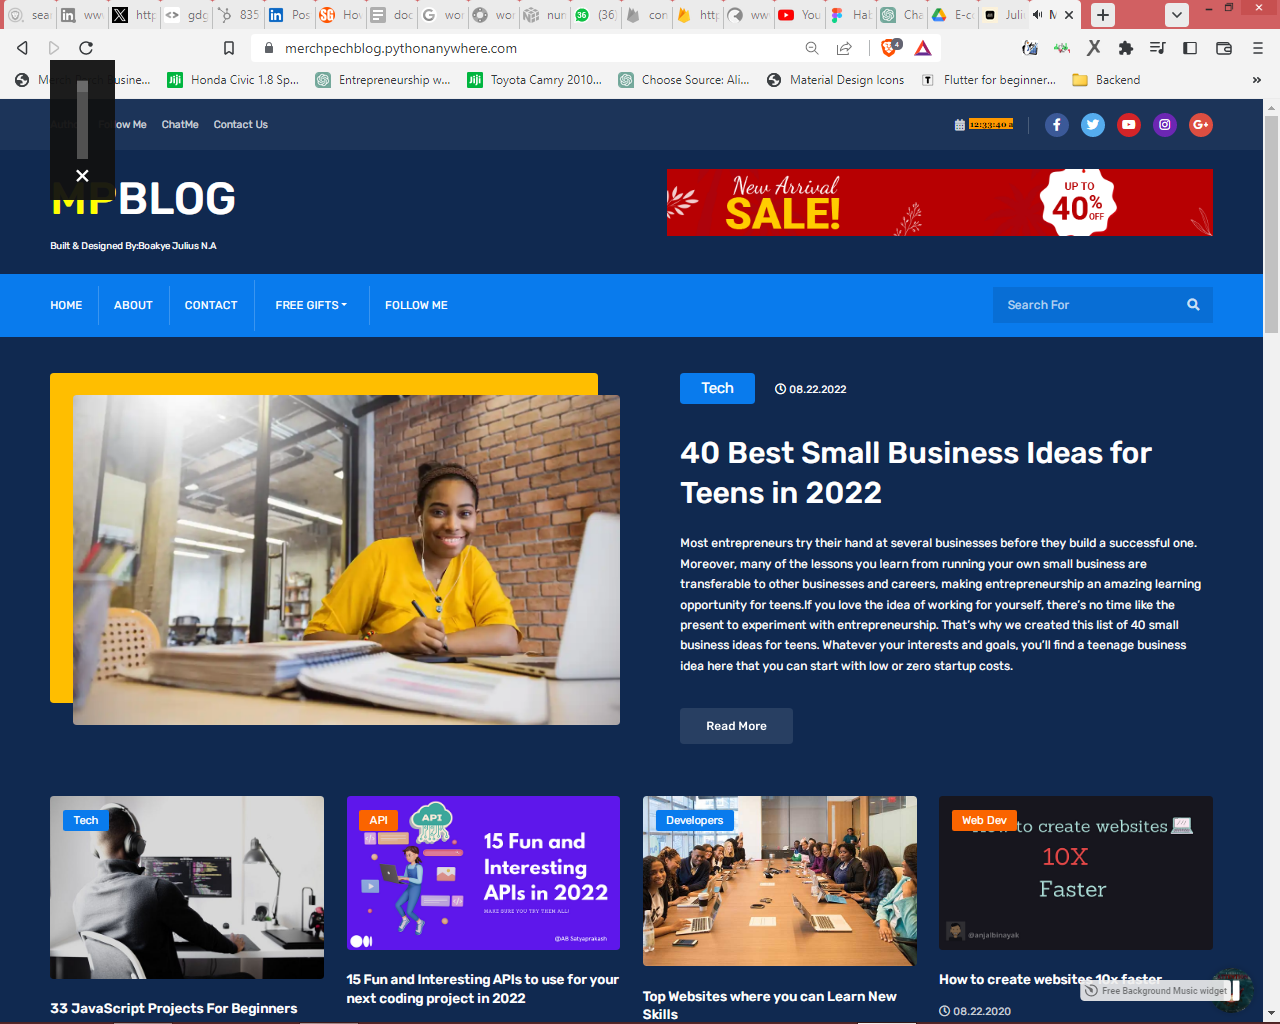 sea
ww
http
gdg
835
Pos
Hov
doc
wor
wor
nun
(36
con
http
ww
You
Hab
Cha
E-c
Juli
M
merchpechblog.pythonanywhere.com
4
Honda Civic 1.8 Sp...
Entrepreneurship w...
Toyota Camry 2010...
Choose Source: Ali...
Material Design Icons
Flutter for beginner...
Backend
»
ow Me
ChatMe
Contact Us
12:33:40 a
MPBLOG
Built & Designed By:Boakye Julius N.A
New Arrival
SALE!
UP TO
40%
OFF
HOME
ABOUT
CONTACT
FREE GIFTS
FOLLOW ME
Search For
Tech
08.22.2022
40 Best Small Business Ideas for
Teens in 2022
Most entrepreneurs try their hand at several businesses before they build a successful one.
Moreover, many of the lessons you learn from running your own small business are
transferable to other businesses and careers, making entrepreneurship an amazing learning
opportunity for teens.If you love the idea of working for yourself, there's no time like the
present to experiment with entrepreneurship. That's why we created this list of 40 small
business ideas for teens. Whatever your interests and goals, you'll find a teenage business
idea here that you can start with low or zero startup costs.
Read More
Tech
33 JavaScript Projects For Beginners
API
API
15 Fun and
Interesting
APIs in 2022
MAKE SURE YOU TRY THEM ALL!
@AB Satyaprakash
15 Fun and Interesting APIs to use for your
next coding project in 2022
Developers
Top Websites where you can Learn New
Skills
Web Dev
to create websites
10X
Faster
@anjalbinayak
How to create websites 10x faster
08.22.2020
Free Background Music widget